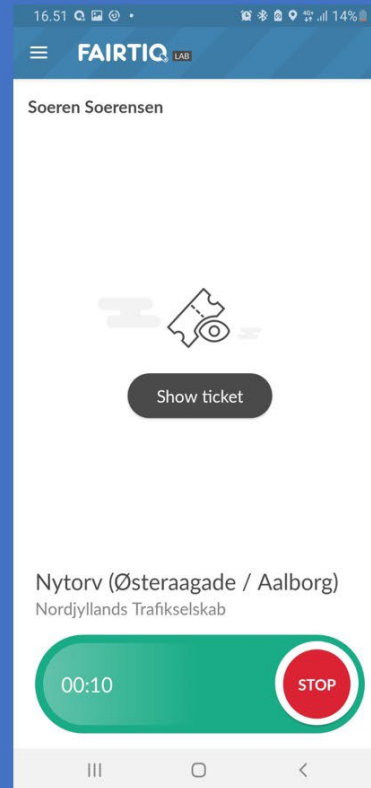 16.51 14%
FAIRTIQ LAB
Soeren Soerensen
Show ticket
Nytorv (Østeraagade / Aalborg)
Nordjyllands Trafikselskab
00:10 STOP